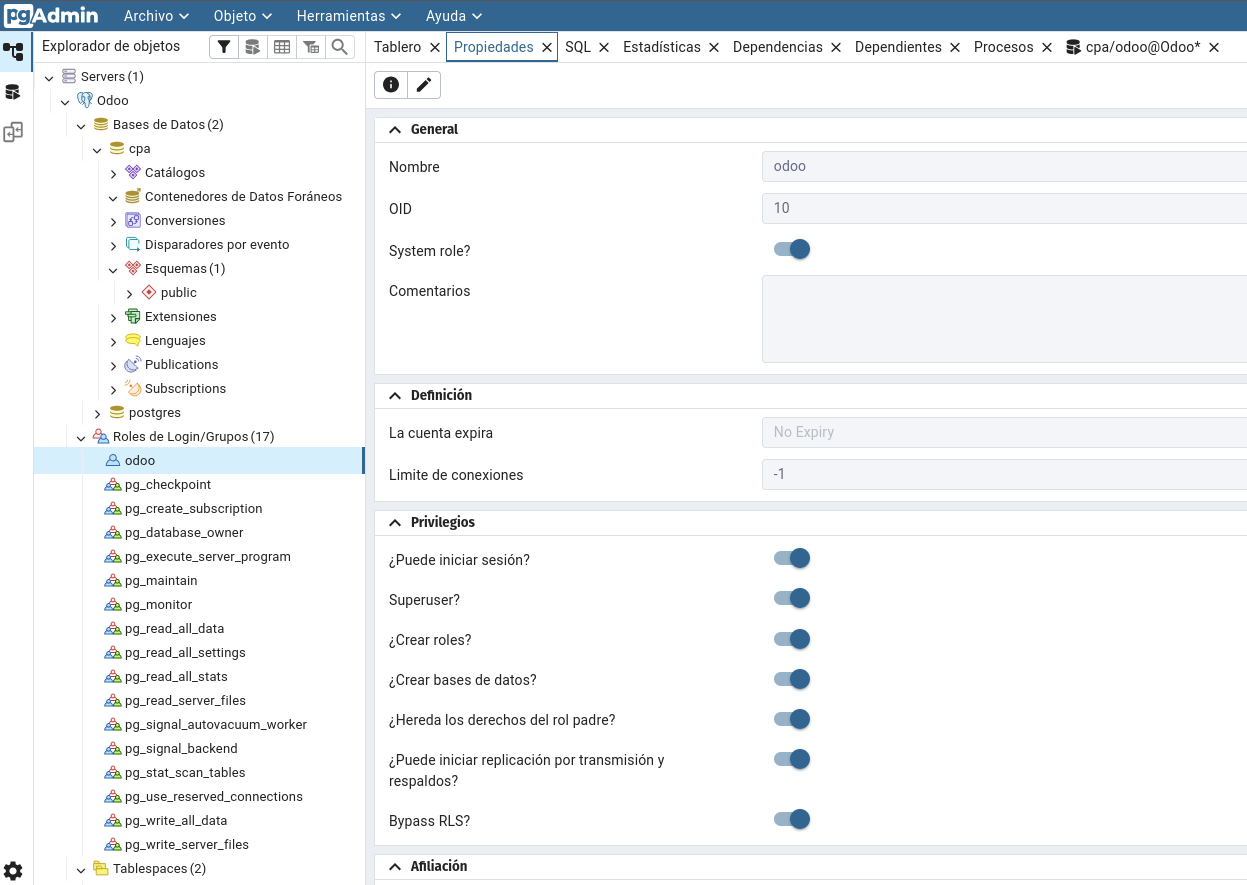 pgAdmin Archivo Objeto Herramientas Ayuda
Explorador de objetos
Tablero Propiedades SQL Estadísticas Dependencias Dependientes Procesos cpa/odoo@Odoo*
Servers (1)
Odoo
Bases de Datos (2)
cpa
Catálogos
Contenedores de Datos Foráneos
Conversiones
Disparadores por evento
Esquemas (1)
public
Extensiones
Lenguajes
Publications
Subscriptions
postgres
Roles de Login/Grupos (17)
odoo
pg_checkpoint
pg_create_subscription
pg_database_owner
pg_execute_server_program
pg_maintain
pg_monitor
pg_read_all_data
pg_read_all_settings
pg_read_all_stats
pg_read_server_files
pg_signal_autovacuum_worker
pg_signal_backend
pg_stat_scan_tables
pg_use_reserved_connections
pg_write_all_data
pg_write_server_files
Tablespaces (2)
General
Nombre odoo
OID 10
System role?
Comentarios
Definición
La cuenta expira No Expiry
Limite de conexiones -1
Privilegios
¿Puede iniciar sesión?
Superuser?
¿Crear roles?
¿Crear bases de datos?
¿Hereda los derechos del rol padre?
¿Puede iniciar replicación por transmisión y
respaldos?
Bypass RLS?
Afiliación